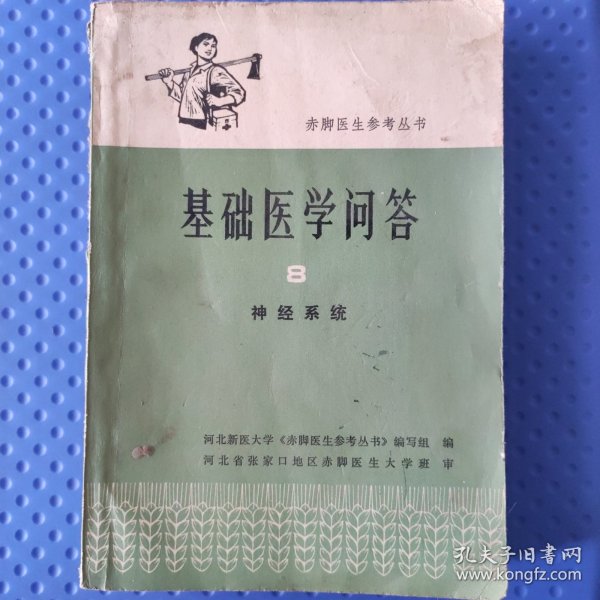 赤脚医生参考丛书
基础医学问答
8
神经系统
河北新医大学《赤脚医生参考丛书》编写组 编
河北省张家口地区赤脚医生大学班 审
孔夫子旧书网
www.kongfz.com